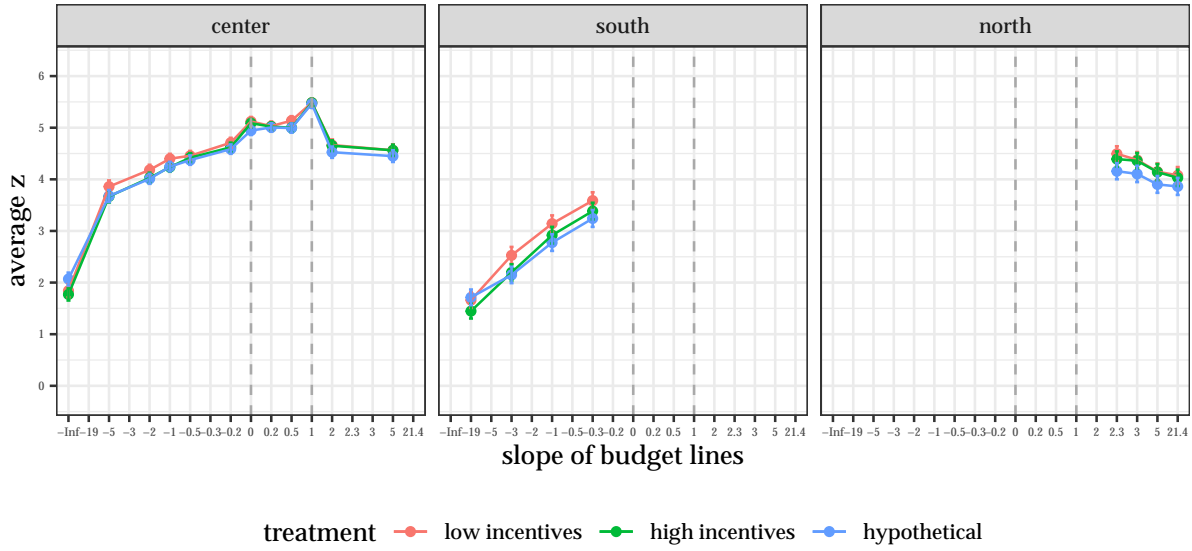 center south north
average z
6
5
4
3
2
1
0
−Inf −19 −5 −3 −2 −1 −0.5 −0.3 −0.2 0 0.2 0.5 1 2 2.3 3 5 21.4
−Inf −19 −5 −3 −2 −1 −0.5 −0.3 −0.2 0 0.2 0.5 1 2 2.3 3 5 21.4
−Inf −19 −5 −3 −2 −1 −0.5 −0.3 −0.2 0 0.2 0.5 1 2 2.3 3 5 21.4
slope of budget lines
treatment low incentives high incentives hypothetical